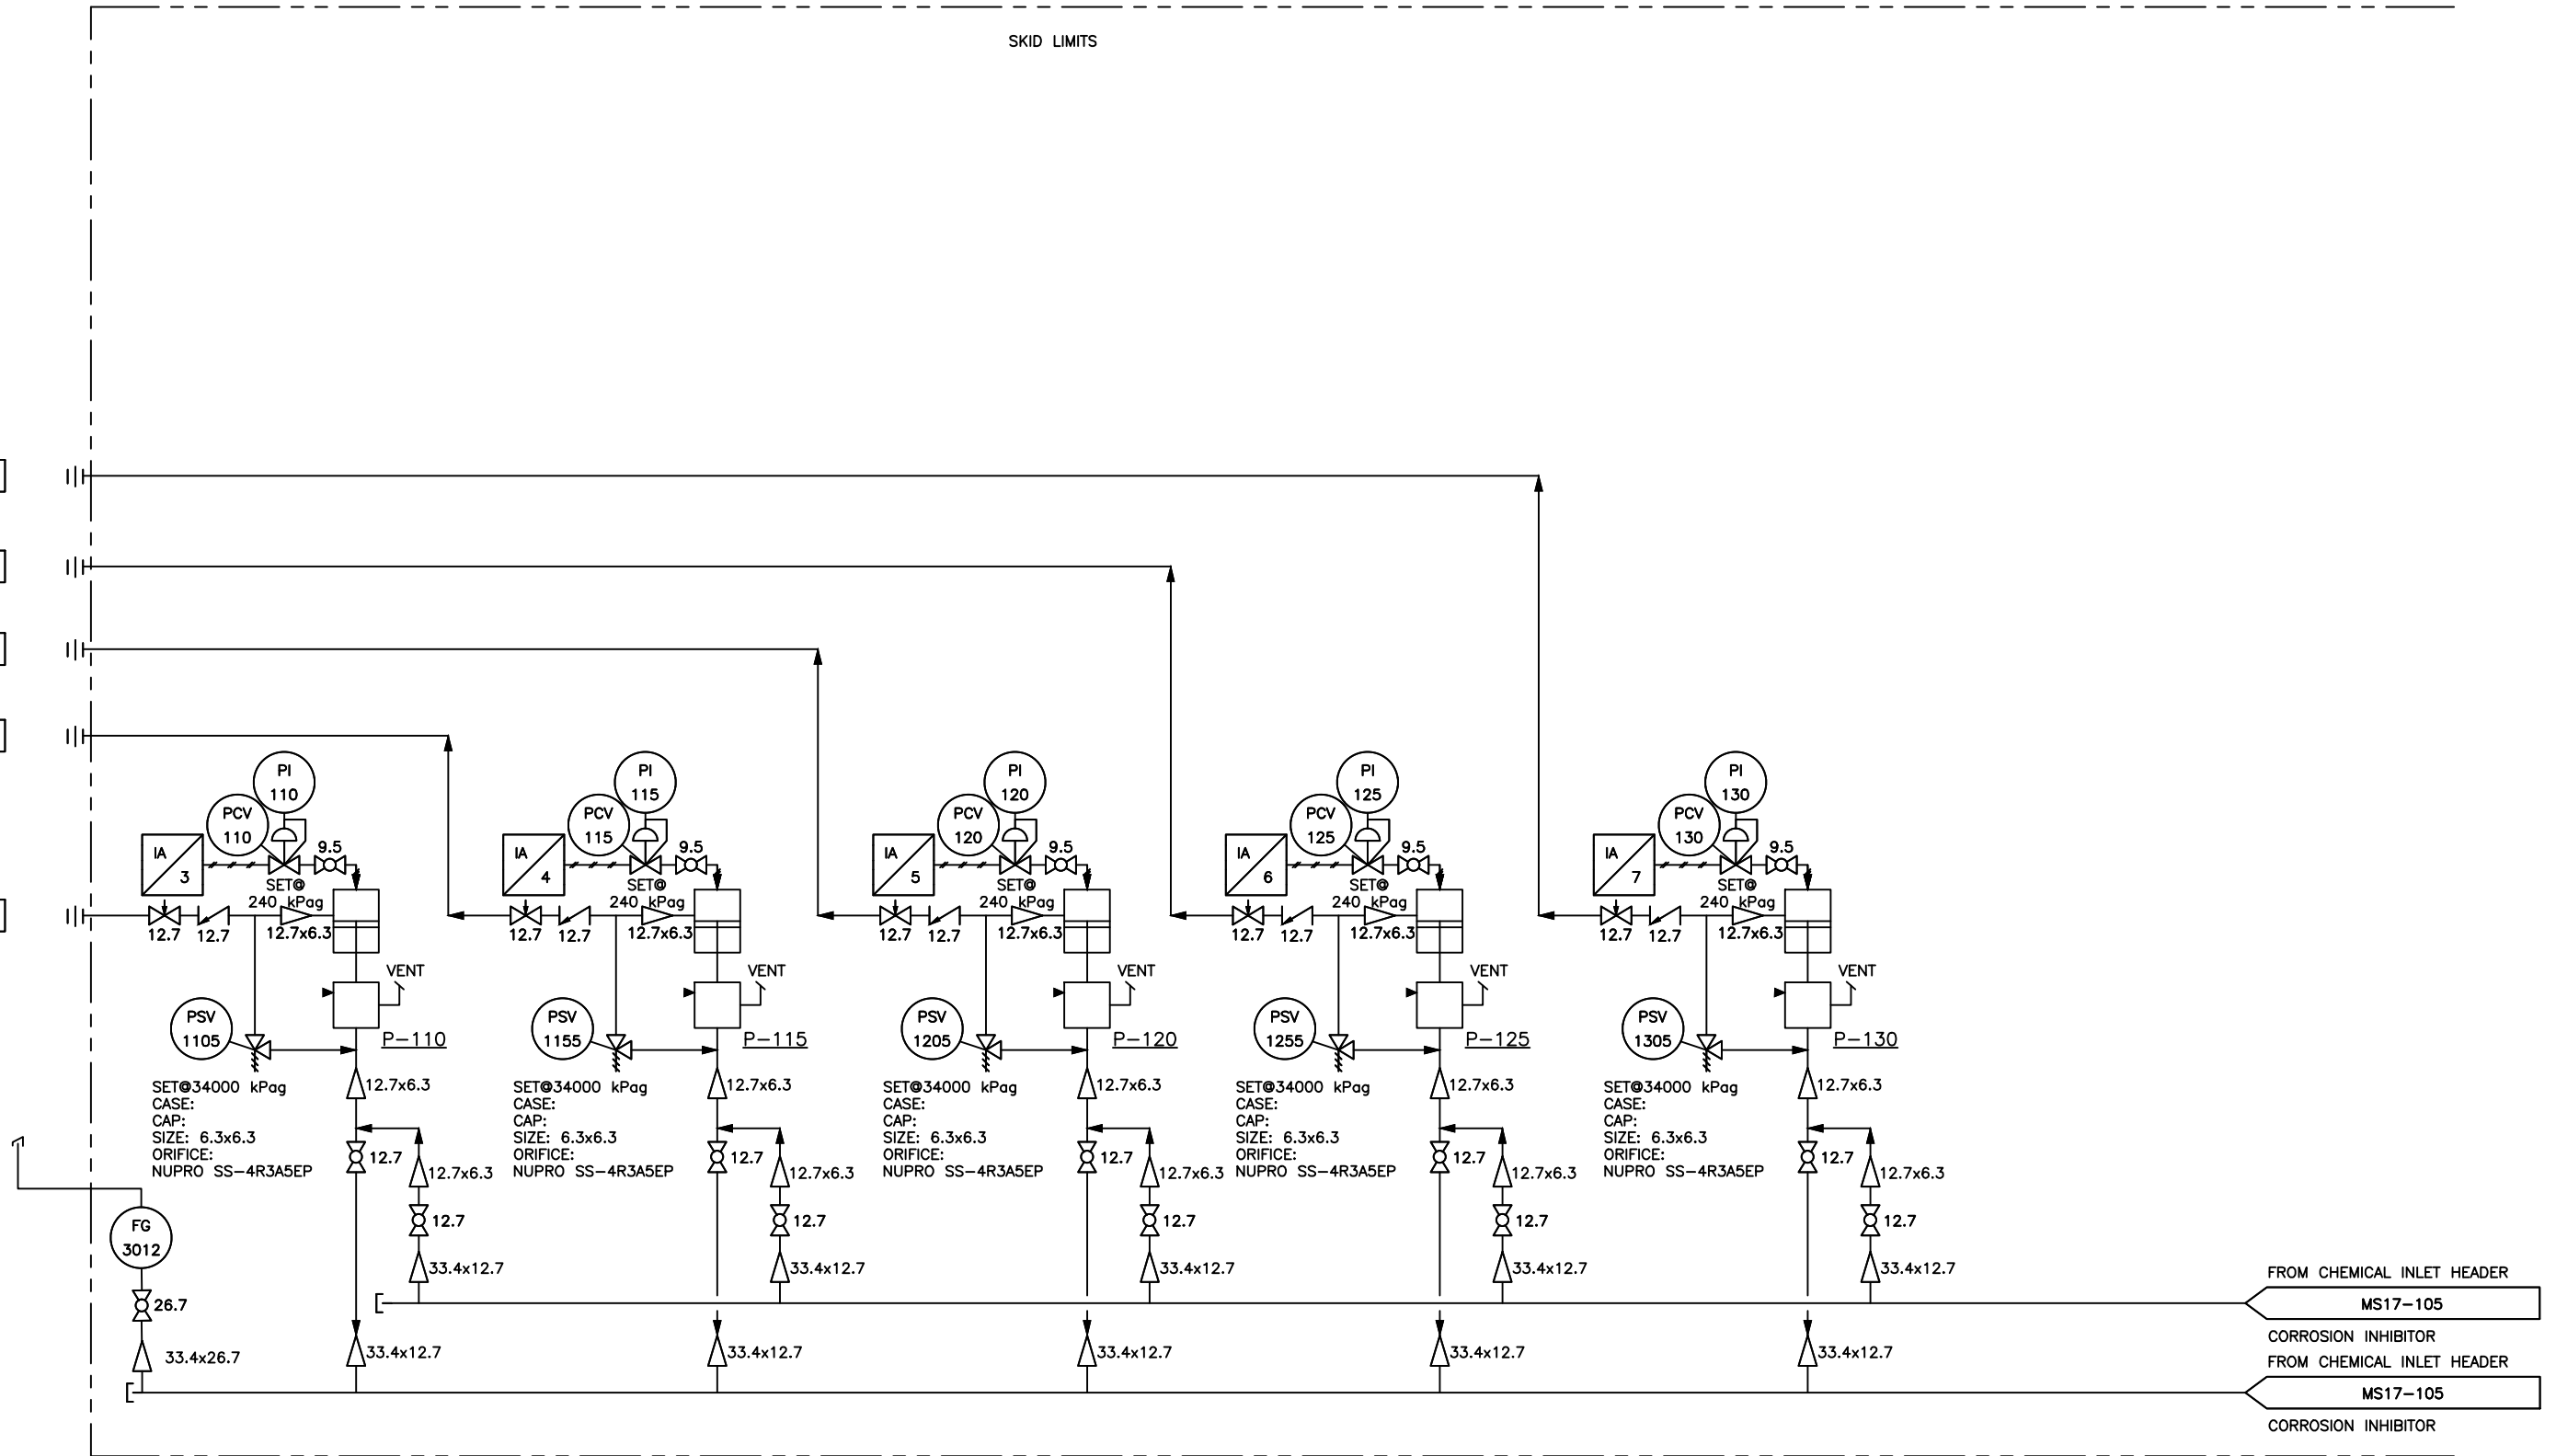 SKID LIMITS
PI
110
PCV
110
IA
3
9.5
SET@
240 kPag
12.7
12.7
12.7x6.3
VENT
PSV
1105
P-110
SET@34000 kPag
CASE:
CAP:
SIZE: 6.3x6.3
ORIFICE:
NUPRO SS-4R3A5EP
12.7x6.3
12.7
12.7x6.3
12.7
33.4x12.7
33.4x12.7
PI
115
PCV
115
IA
4
9.5
SET@
240 kPag
12.7
12.7
12.7x6.3
VENT
PSV
1155
P-115
SET@34000 kPag
CASE:
CAP:
SIZE: 6.3x6.3
ORIFICE:
NUPRO SS-4R3A5EP
12.7x6.3
12.7
12.7x6.3
12.7
33.4x12.7
33.4x12.7
PI
120
PCV
120
IA
5
9.5
SET@
240 kPag
12.7
12.7
12.7x6.3
VENT
PSV
1205
P-120
SET@34000 kPag
CASE:
CAP:
SIZE: 6.3x6.3
ORIFICE:
NUPRO SS-4R3A5EP
12.7x6.3
12.7
12.7x6.3
12.7
33.4x12.7
33.4x12.7
PI
125
PCV
125
IA
6
9.5
SET@
240 kPag
12.7
12.7
12.7x6.3
VENT
PSV
1255
P-125
SET@34000 kPag
CASE:
CAP:
SIZE: 6.3x6.3
ORIFICE:
NUPRO SS-4R3A5EP
12.7x6.3
12.7
12.7x6.3
12.7
33.4x12.7
33.4x12.7
PI
130
PCV
130
IA
7
9.5
SET@
240 kPag
12.7
12.7
12.7x6.3
VENT
PSV
1305
P-130
SET@34000 kPag
CASE:
CAP:
SIZE: 6.3x6.3
ORIFICE:
NUPRO SS-4R3A5EP
12.7x6.3
12.7
12.7x6.3
12.7
33.4x12.7
33.4x12.7
FG
3012
26.7
33.4x26.7
FROM CHEMICAL INLET HEADER
MS17-105
CORROSION INHIBITOR
FROM CHEMICAL INLET HEADER
MS17-105
CORROSION INHIBITOR